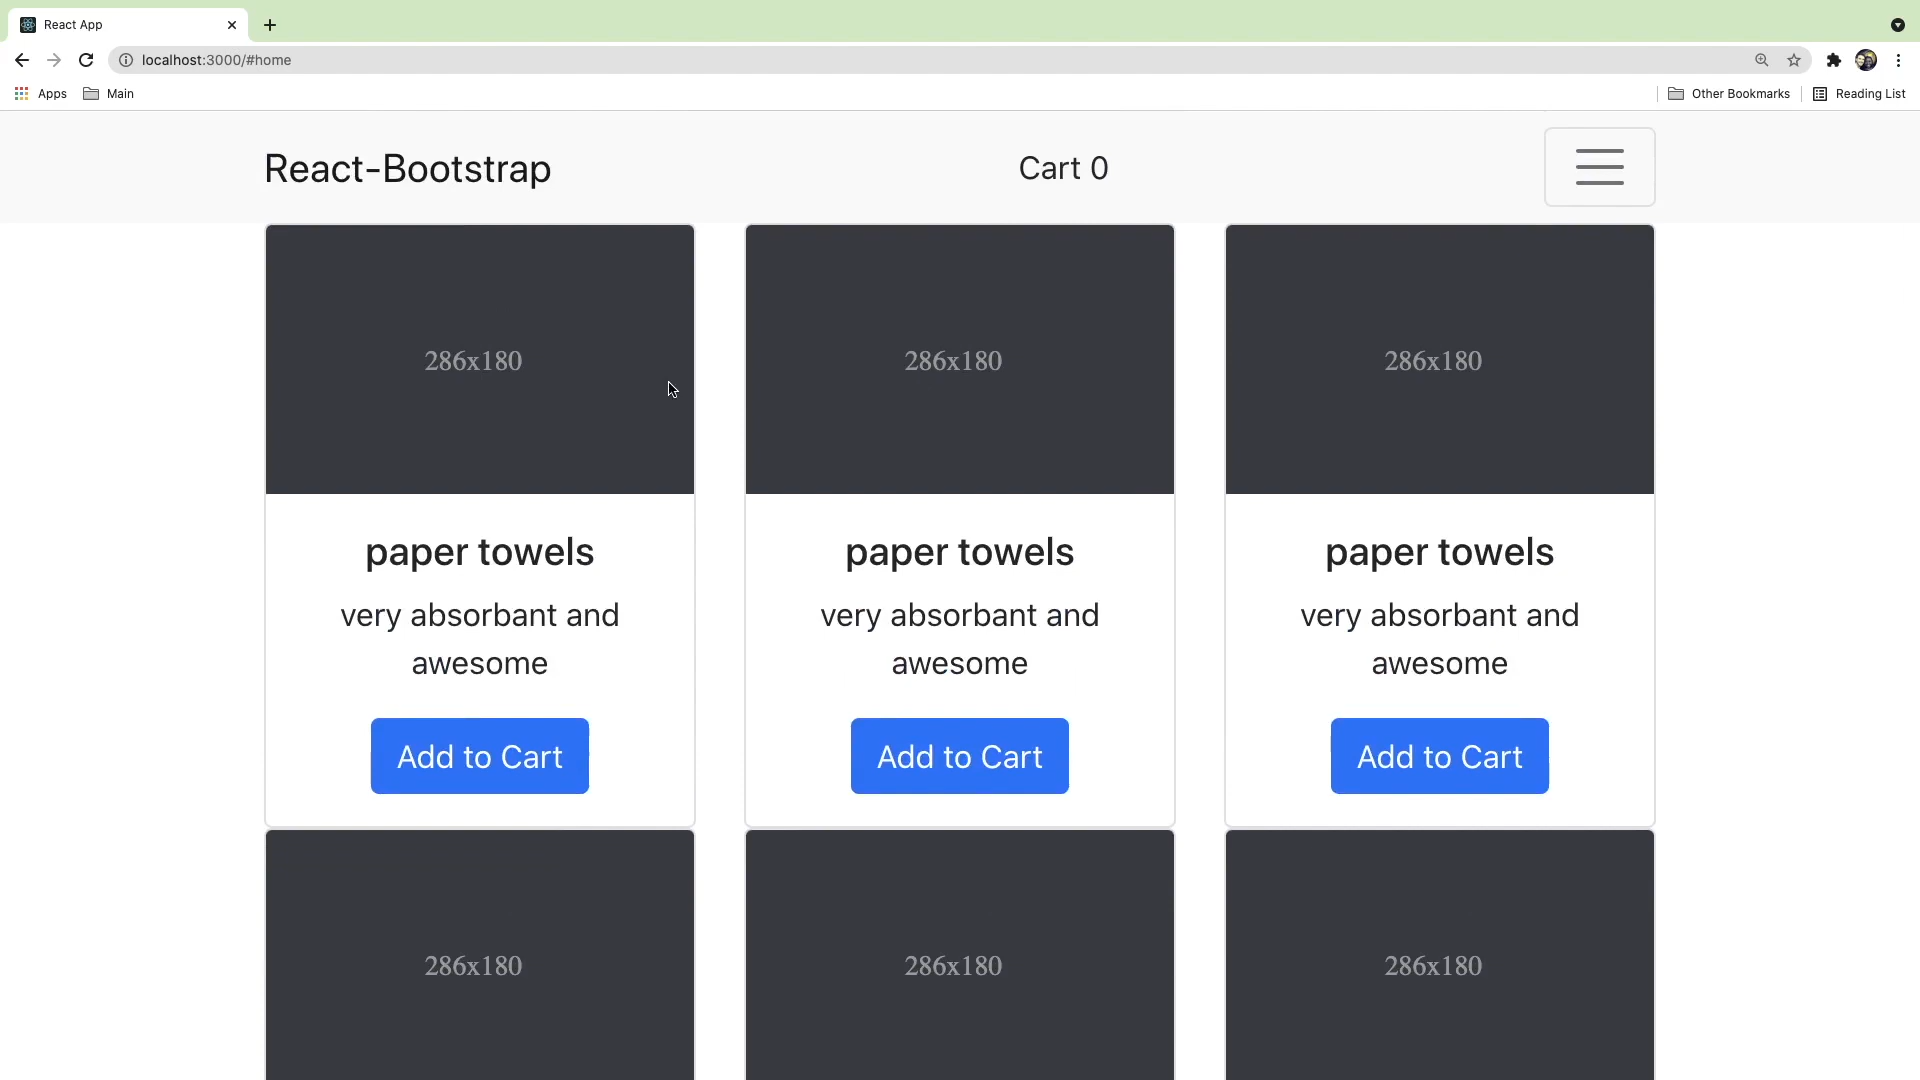 React App
localhost:3000/#home
Apps
Main
Other Bookmarks
Reading List
React-Bootstrap
Cart 0
286x180
286x180
286x180
paper towels
paper towels
paper towels
very absorbant and
awesome
very absorbant and
awesome
very absorbant and
awesome
Add to Cart
Add to Cart
Add to Cart
286x180
286x180
286x180